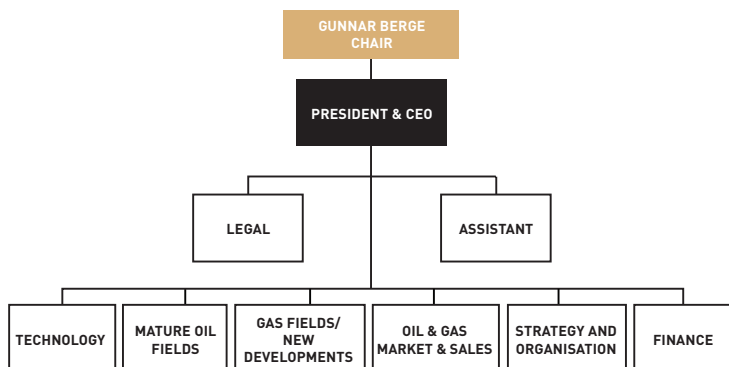 GUNNAR BERGE
CHAIR
PRESIDENT & CEO
LEGAL
ASSISTANT
TECHNOLOGY
MATURE OIL
FIELDS
GAS FIELDS/
NEW
DEVELOPMENTS
OIL & GAS
MARKET & SALES
STRATEGY AND
ORGANISATION
FINANCE